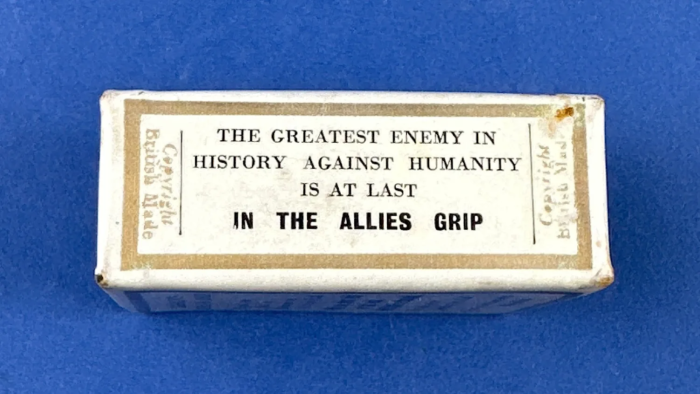 THE GREATEST ENEMY IN
HISTORY AGAINST HUMANITY
IS AT LAST
IN THE ALLIES GRIP
Copyright
British Made
Copyright
British Made